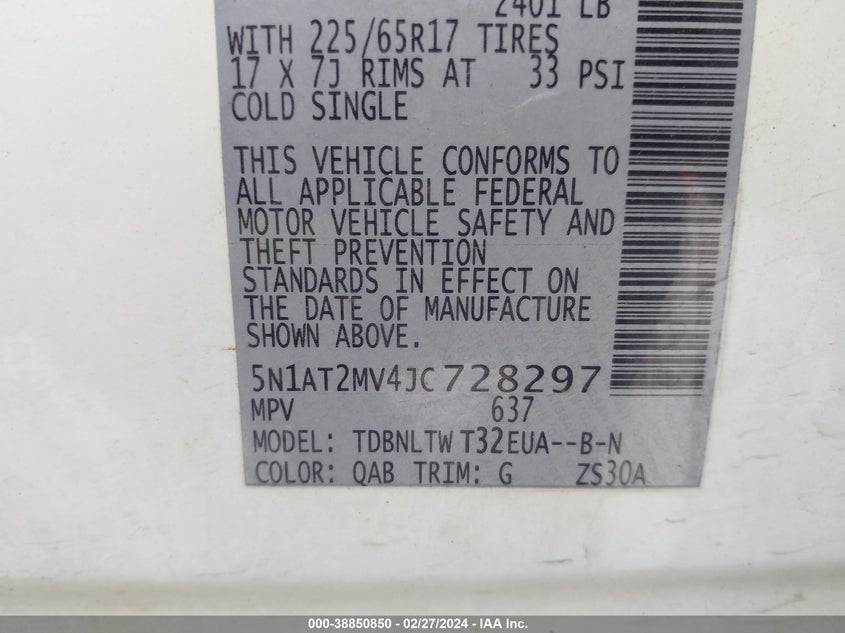 2401 LB
WITH 225/65R17 TIRES
17 X 7J RIMS AT 33 PSI
COLD SINGLE
THIS VEHICLE CONFORMS TO
ALL APPLICABLE FEDERAL
MOTOR VEHICLE SAFETY AND
THEFT PREVENTION
STANDARDS IN EFFECT ON
THE DATE OF MANUFACTURE
SHOWN ABOVE.
5N1AT2MV4JC728297
MPV 637
MODEL: TDBNLTW T32EUA--B-N
COLOR: QAB TRIM: G ZS30A
000-38850850 / 02/27/2024 - IAAI.com